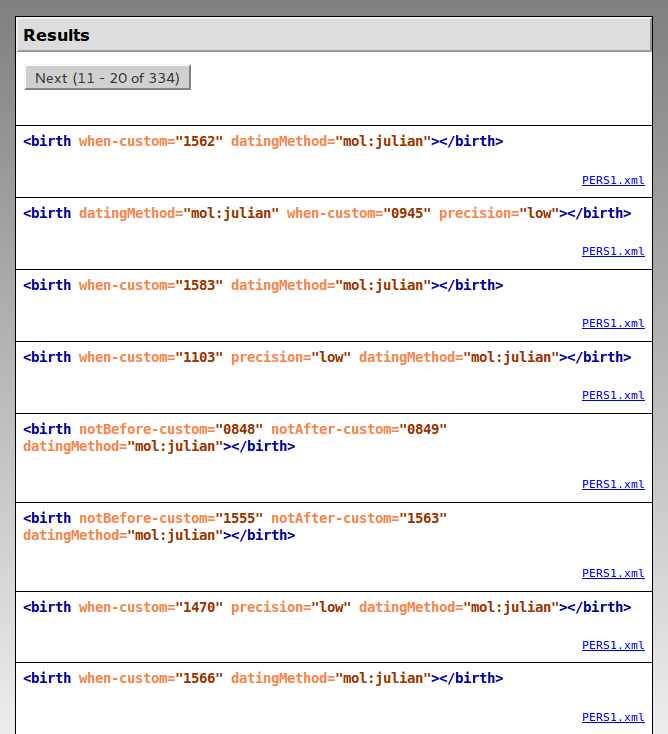 Results
Next (11 - 20 of 334)
<birth when-custom="1562" datingMethod="mol:julian"></birth>
PERS1.xml
<birth datingMethod="mol:julian" when-custom="0945" precision="low"></birth>
PERS1.xml
<birth when-custom="1583" datingMethod="mol:julian"></birth>
PERS1.xml
<birth when-custom="1103" precision="low" datingMethod="mol:julian"></birth>
PERS1.xml
<birth notBefore-custom="0848" notAfter-custom="0849"
datingMethod="mol:julian"></birth>
PERS1.xml
<birth notBefore-custom="1555" notAfter-custom="1563"
datingMethod="mol:julian"></birth>
PERS1.xml
<birth when-custom="1470" precision="low" datingMethod="mol:julian"></birth>
PERS1.xml
<birth when-custom="1566" datingMethod="mol:julian"></birth>
PERS1.xml